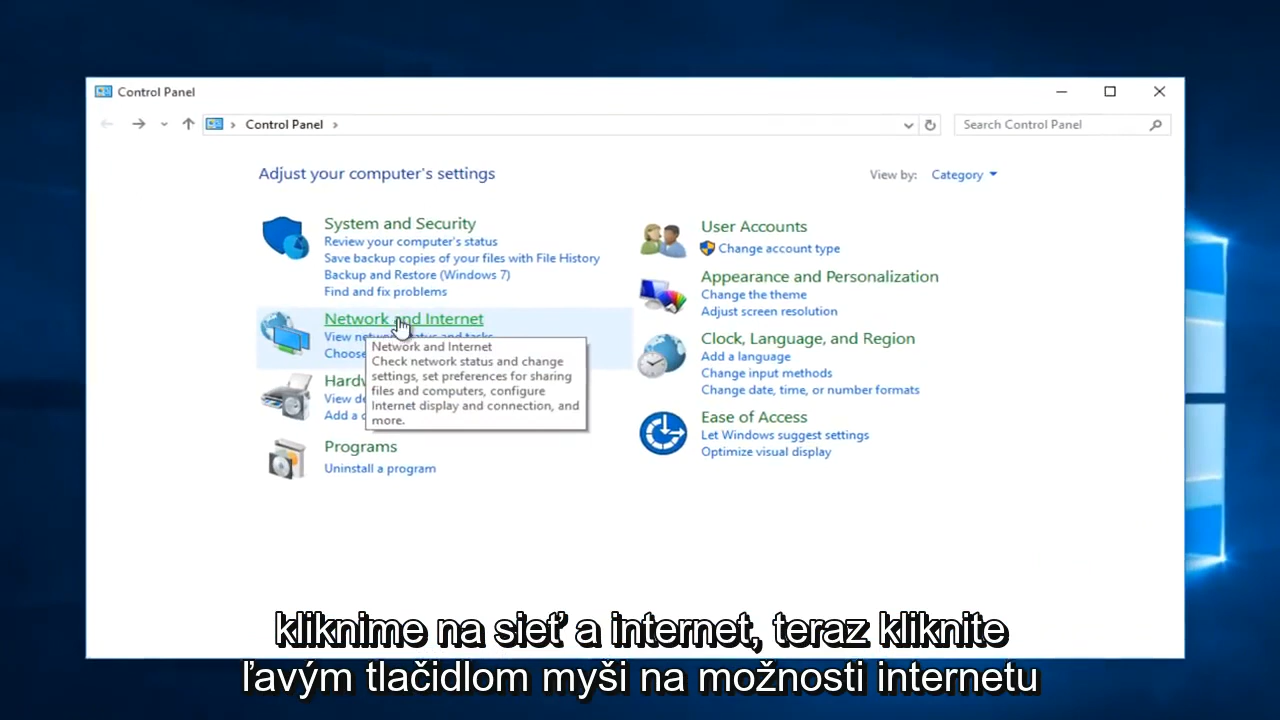 Control Panel
Control Panel
Search Control Panel
Adjust your computer's settings
View by: Category
System and Security
Review your computer's status
Save backup copies of your files with File History
Backup and Restore (Windows 7)
Find and fix problems
Network and Internet
View network status and tasks
Choose
Network and Internet
Check network status and change
settings, set preferences for sharing
files and computers, configure
Internet display and connection, and
more.
Hardw
View de
Add a d
Programs
Uninstall a program
User Accounts
Change account type
Appearance and Personalization
Change the theme
Adjust screen resolution
Clock, Language, and Region
Add a language
Change input methods
Change date, time, or number formats
Ease of Access
Let Windows suggest settings
Optimize visual display
kliknime na sieť a internet, teraz kliknite
ľavým tlačidlom myši na možnosti internetu